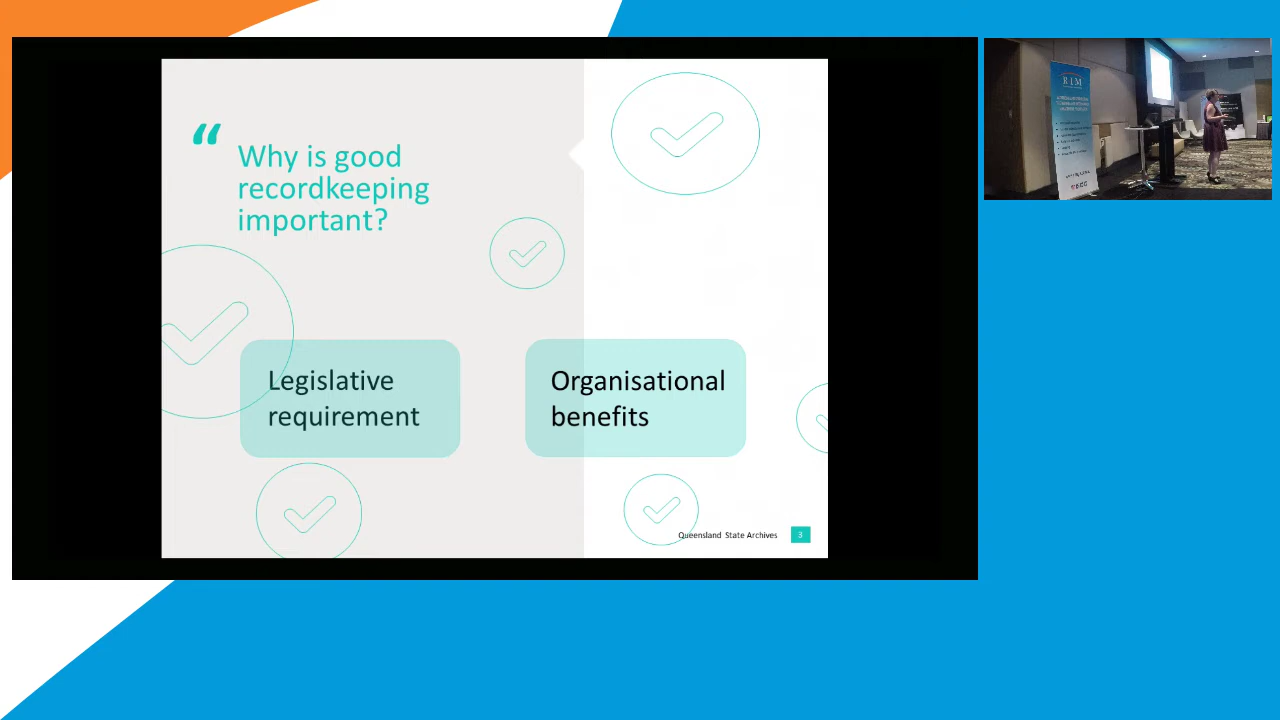 “
Why is good
recordkeeping
important?
Legislative
requirement
Organisational
benefits
Queensland State Archives
3
RIM